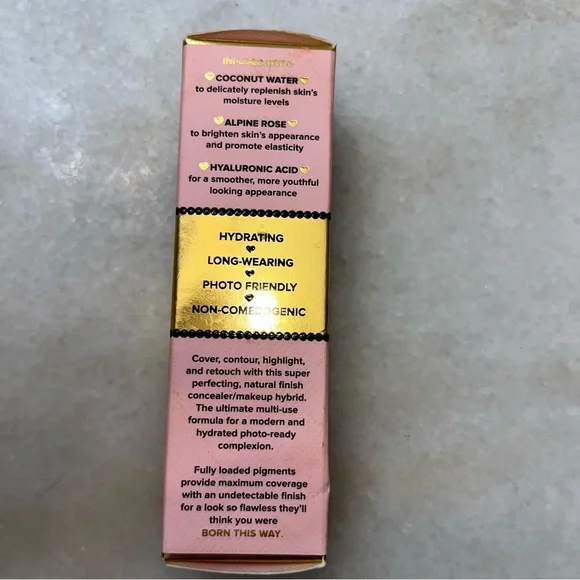 INFUSED WITH:
COCONUT WATER
to delicately replenish skin's
moisture levels
ALPINE ROSE
to brighten skin's appearance
and promote elasticity
HYALURONIC ACID
for a smoother, more youthful
looking appearance
HYDRATING
LONG-WEARING
PHOTO FRIENDLY
NON-COMEDOGENIC
Cover, contour, highlight,
and retouch with this super
perfecting, natural finish
concealer/makeup hybrid.
The ultimate multi-use
formula for a modern and
hydrated photo-ready
complexion.
Fully loaded pigments
provide maximum coverage
with an undetectable finish
for a look so flawless they'll
think you were
BORN THIS WAY.